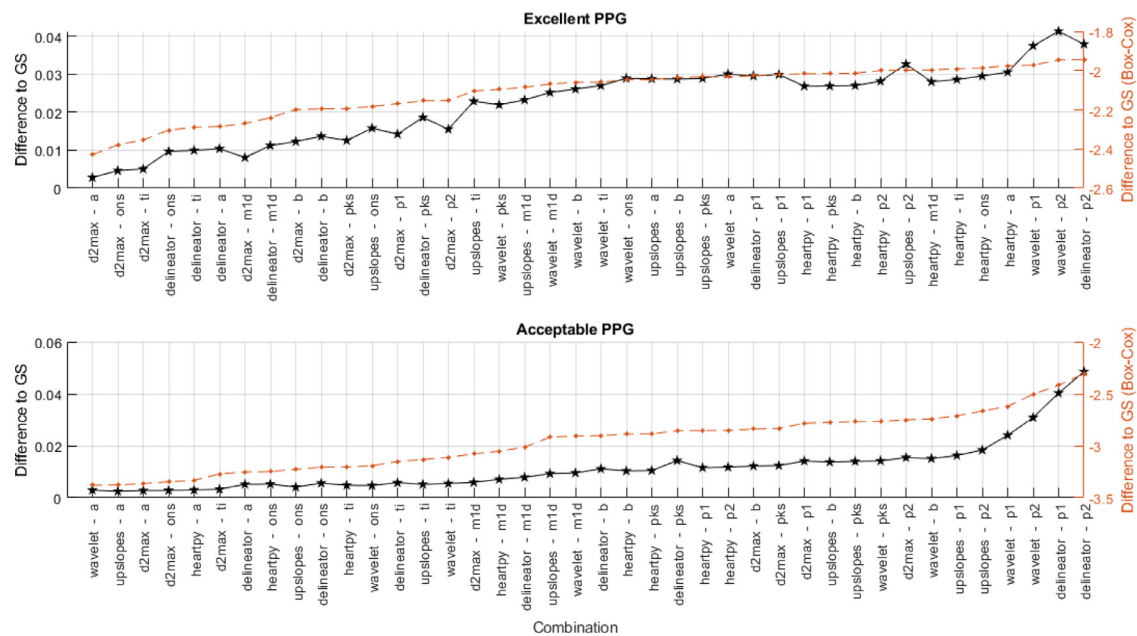 Excellent PPG
0.04
0.03
0.02
0.01
0
Difference to GS
-1.8
-2
-2.2
-2.4
-2.6
Difference to GS (Box-Cox)
d2max - a
d2max - ons
d2max - ti
delineator - ons
delineator - ti
delineator - a
d2max - m1d
delineator - m1d
d2max - b
delineator - b
d2max - pks
upslopes - ons
d2max - p1
delineator - pks
d2max - p2
upslopes - ti
wavelet - pks
upslopes - m1d
wavelet - m1d
wavelet - b
wavelet - ti
wavelet - ons
upslopes - a
upslopes - b
upslopes - pks
wavelet - a
delineator - p1
upslopes - p1
heartpy - p1
heartpy - pks
heartpy - b
heartpy - p2
upslopes - p2
heartpy - m1d
heartpy - ti
heartpy - ons
heartpy - a
wavelet - p1
wavelet - p2
delineator - p2
Acceptable PPG
0.06
0.04
0.02
0
Difference to GS
-2
-2.5
-3
-3.5
Difference to GS (Box-Cox)
wavelet - a
upslopes - a
d2max - a
d2max - ons
heartpy - a
d2max - ti
delineator - a
heartpy - ons
upslopes - ons
delineator - ons
heartpy - ti
wavelet - ons
delineator - ti
upslopes - ti
wavelet - ti
d2max - m1d
heartpy - m1d
delineator - m1d
upslopes - m1d
wavelet - m1d
delineator - b
heartpy - b
heartpy - pks
delineator - pks
heartpy - p1
heartpy - p2
d2max - b
d2max - pks
d2max - p1
upslopes - b
upslopes - pks
wavelet - pks
d2max - p2
wavelet - b
upslopes - p1
upslopes - p2
wavelet - p1
wavelet - p2
delineator - p1
delineator - p2
Combination